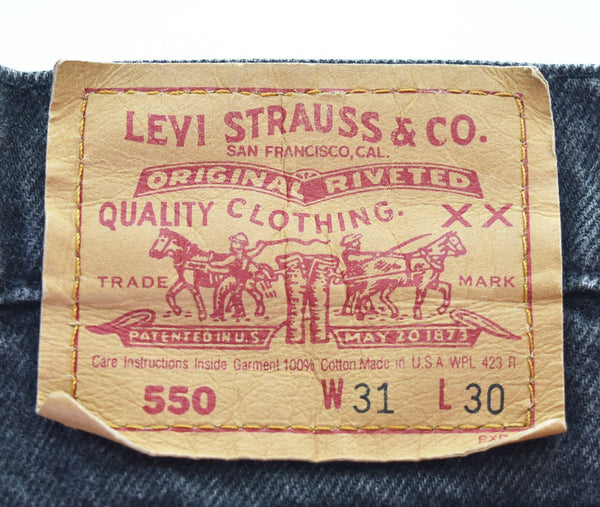 LEVI STRAUSS & CO.
SAN FRANCISCO, CAL.
ORIGINAL RIVETED
QUALITY CLOTHING. XX
TRADE MARK
PATENTED IN U.S. MAY 20 1873
Care Instructions Inside Garment 100% Cotton Made in U.S.A. WPL 423 R
550 W 31 L 30